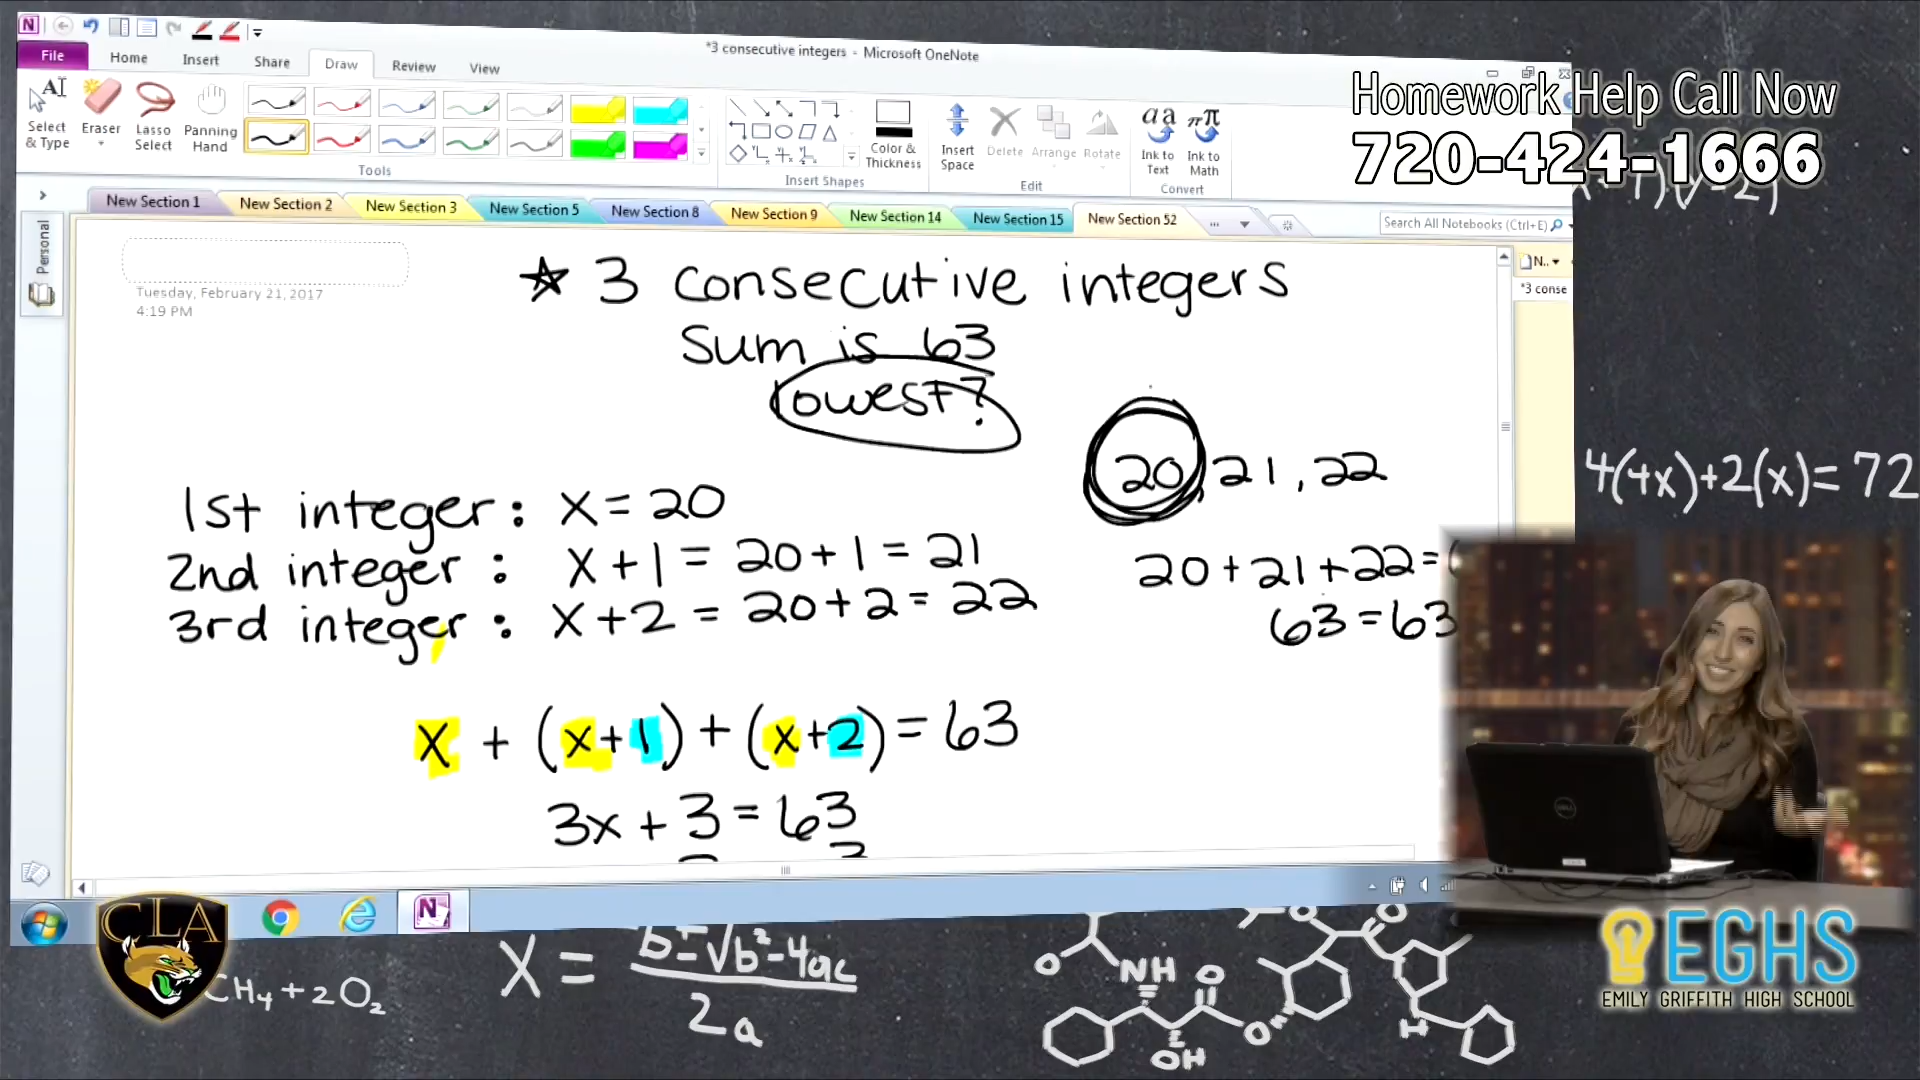 *3 consecutive integers - Microsoft OneNote
File Home Insert Share Draw Review View
Select & Type
Eraser
Lasso Select
Panning Hand
Color & Thickness
Insert Space
Delete
Arrange
Rotate
Ink to Text
Ink to Math
Tools
Insert Shapes
Edit
Convert
Homework Help Call Now
720-424-1666
New Section 1 New Section 2 New Section 3 New Section 5 New Section 8 New Section 9 New Section 14 New Section 15 New Section 52 ...
Search All Notebooks (Ctrl+E)
Personal
N..
*3 conse
Tuesday, February 21, 2017
4:19 PM
☆ 3 consecutive integers
Sum is 63
lowest?
20, 21, 22
1st integer: x = 20
2nd integer: x+1 = 20+1 = 21
3rd integer: x+2 = 20+2 = 22
20+21+22=
63=63
4(4x)+2(x)=72
x + (x+1) + (x+2) = 63
3x + 3 = 63
CLA
CH4 + 2O2
X = b±√b²-4ac
2a
NH
O
O
OH
O
O
O
H
EGHS
EMILY GRIFFITH HIGH SCHOOL